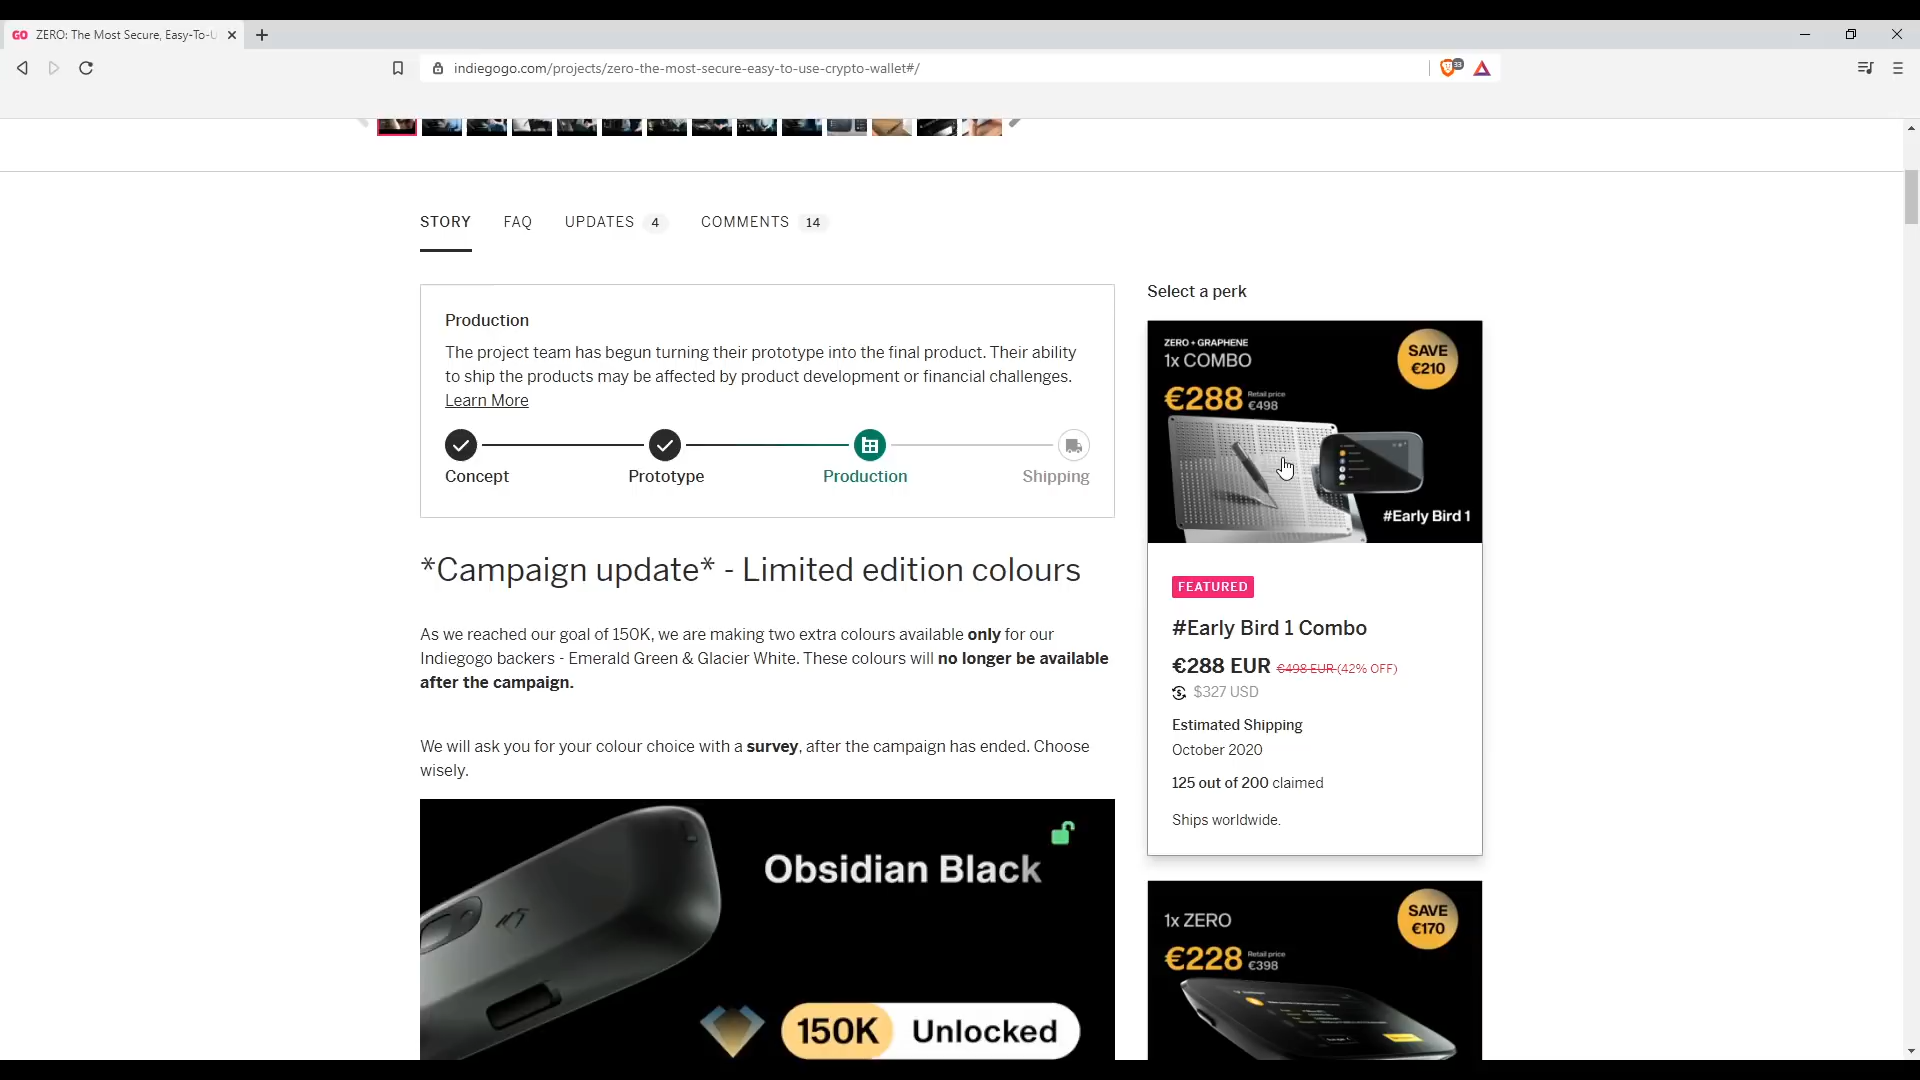 GO ZERO: The Most Secure, Easy-To-U
indiegogo.com/projects/zero-the-most-secure-easy-to-use-crypto-wallet#/
33
STORY
FAQ
UPDATES 4
COMMENTS 14
Production
The project team has begun turning their prototype into the final product. Their ability
to ship the products may be affected by product development or financial challenges.
Learn More
Concept
Prototype
Production
Shipping
*Campaign update* - Limited edition colours
As we reached our goal of 150K, we are making two extra colours available only for our
Indiegogo backers - Emerald Green & Glacier White. These colours will no longer be available
after the campaign.
We will ask you for your colour choice with a survey, after the campaign has ended. Choose
wisely.
Obsidian Black
150K Unlocked
Select a perk
ZERO + GRAPHENE
1x COMBO
€288 Retail price
€498
SAVE
€210
#Early Bird 1
FEATURED
#Early Bird 1 Combo
€288 EUR €498 EUR (42% OFF)
$327 USD
Estimated Shipping
October 2020
125 out of 200 claimed
Ships worldwide.
1x ZERO
€228 Retail price
€398
SAVE
€170